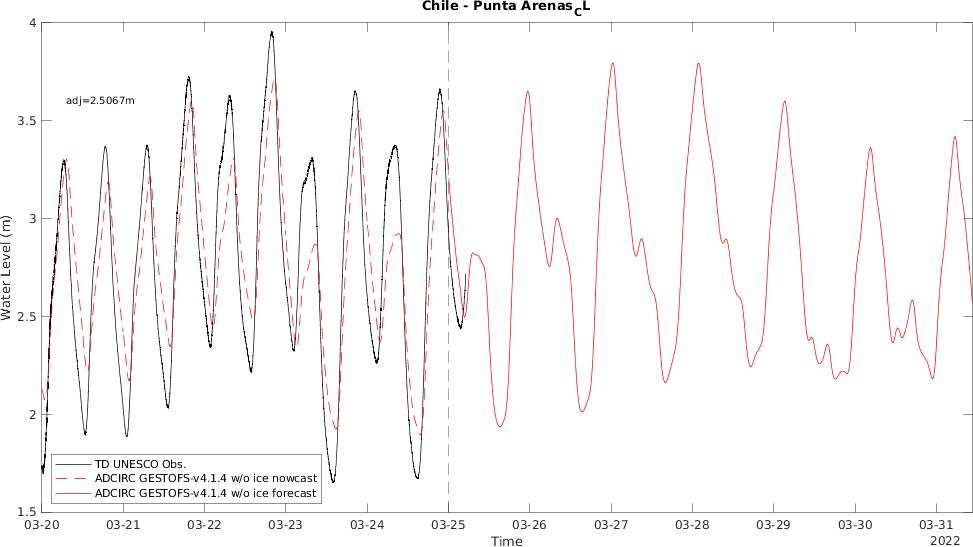 Chile - Punta Arenas_CL
4
adj=2.5067m
3.5
3
Water Level (m)
2.5
2
TD UNESCO Obs.
ADCIRC GESTOFS-v4.1.4 w/o ice nowcast
ADCIRC GESTOFS-v4.1.4 w/o ice forecast
1.5
03-20 03-21 03-22 03-23 03-24 03-25 03-26 03-27 03-28 03-29 03-30 03-31
Time 2022